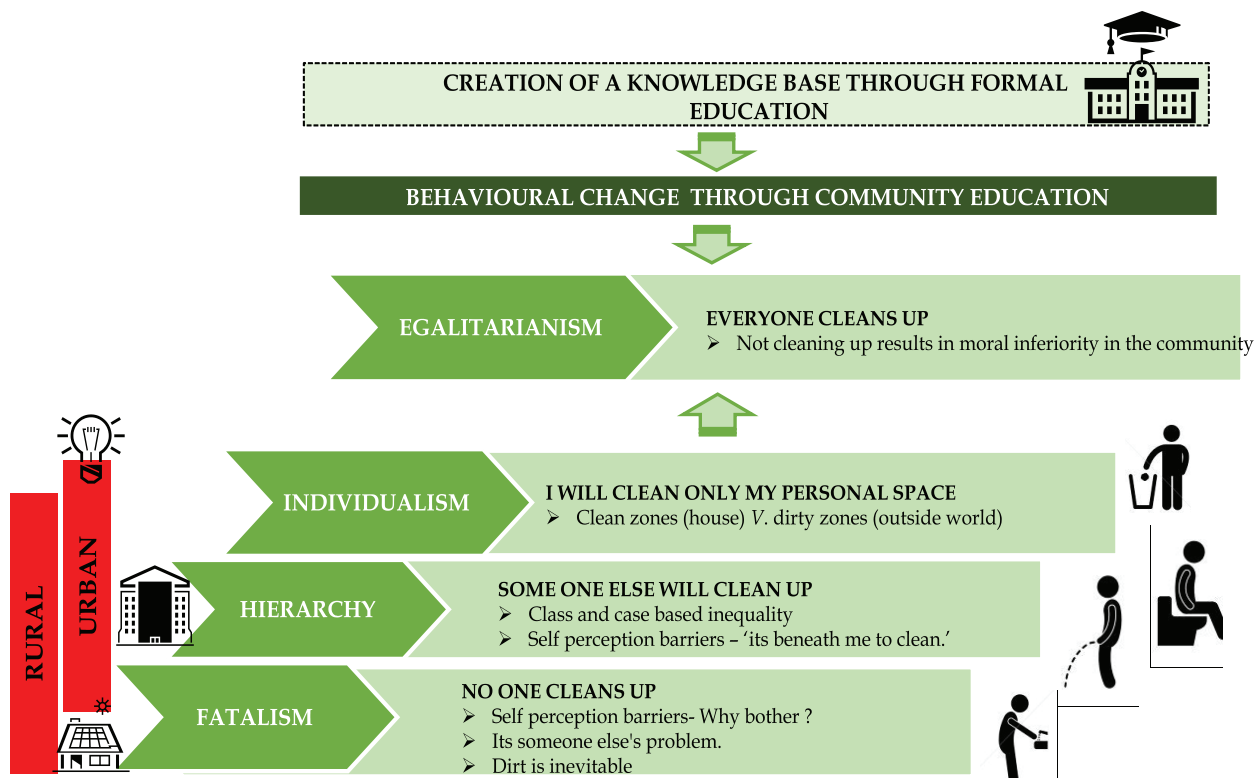 CREATION OF A KNOWLEDGE BASE THROUGH FORMAL
EDUCATION
BEHAVIOURAL CHANGE THROUGH COMMUNITY EDUCATION
EGALITARIANISM
EVERYONE CLEANS UP
➢ Not cleaning up results in moral inferiority in the community
INDIVIDUALISM
I WILL CLEAN ONLY MY PERSONAL SPACE
➢ Clean zones (house) V. dirty zones (outside world)
HIERARCHY
SOME ONE ELSE WILL CLEAN UP
➢ Class and case based inequality
➢ Self perception barriers – ‘its beneath me to clean.’
FATALISM
NO ONE CLEANS UP
➢ Self perception barriers- Why bother ?
➢ Its someone else's problem.
➢ Dirt is inevitable
RURAL
URBAN